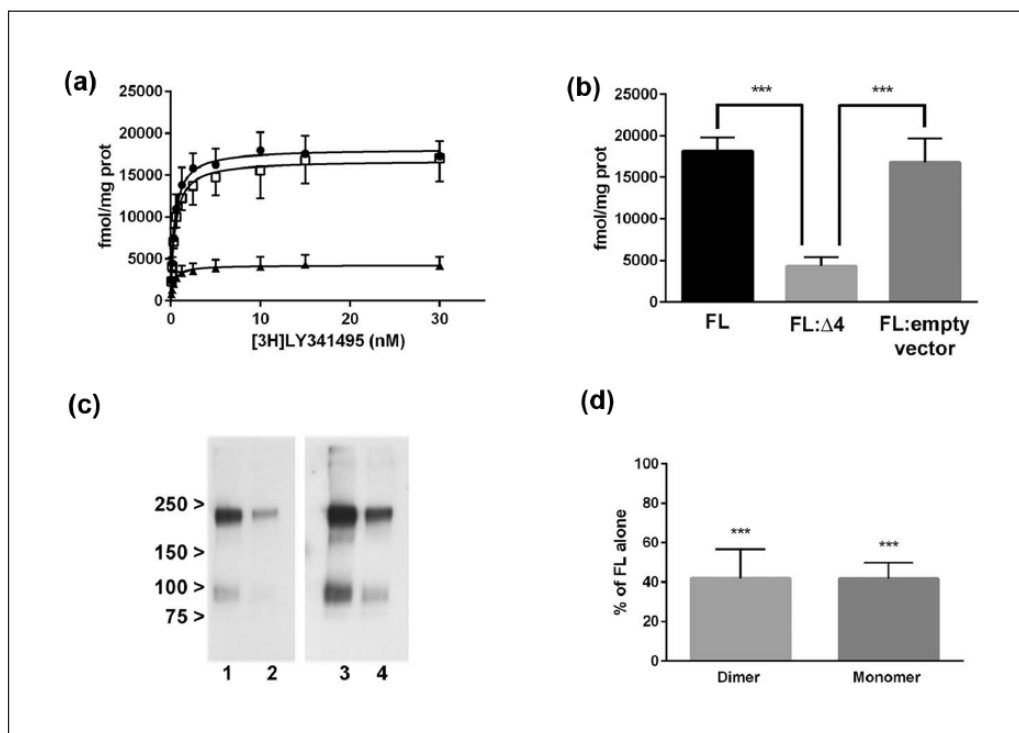 (a)
25000
20000
15000
10000
5000
0
fmol/mg prot
0 10 20 30
[3H]LY341495 (nM)
(b)
*** ***
25000
20000
15000
10000
5000
0
fmol/mg prot
FL FL:Δ4 FL:empty
vector
(c)
250 >
150 >
100 >
75 >
1 2 3 4
(d)
100
80
60
40
20
0
% of FL alone
*** ***
Dimer Monomer